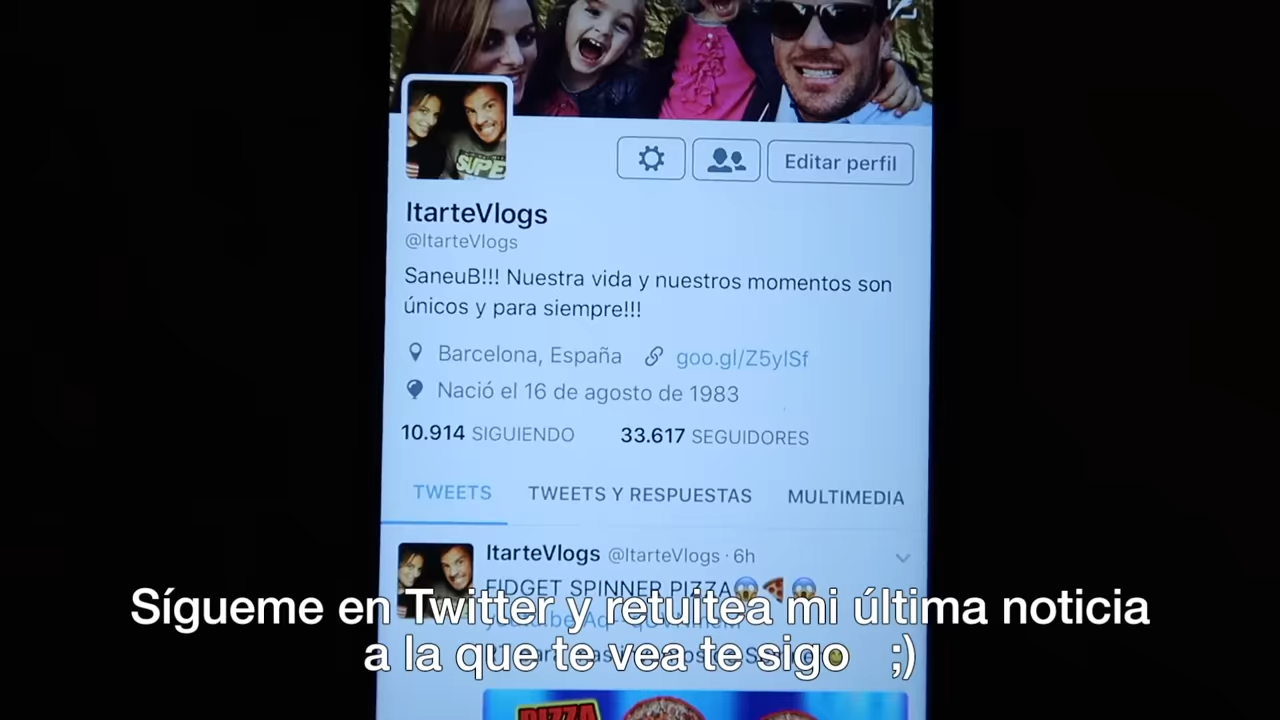 SUPE
Editar perfil
ItarteVlogs
@ItarteVlogs
SaneuB!!! Nuestra vida y nuestros momentos son
únicos y para siempre!!!
Barcelona, España goo.gl/Z5ylSf
Nació el 16 de agosto de 1983
10.914 SIGUIENDO 33.617 SEGUIDORES
TWEETS TWEETS Y RESPUESTAS MULTIMEDIA
ItarteVlogs @ItarteVlogs · 6h
FIDGET SPINNER PIZZA😱🍕😱
Sígueme en Twitter y retuitea mi última noticia
a la que te vea te sigo ;)
PIZZA